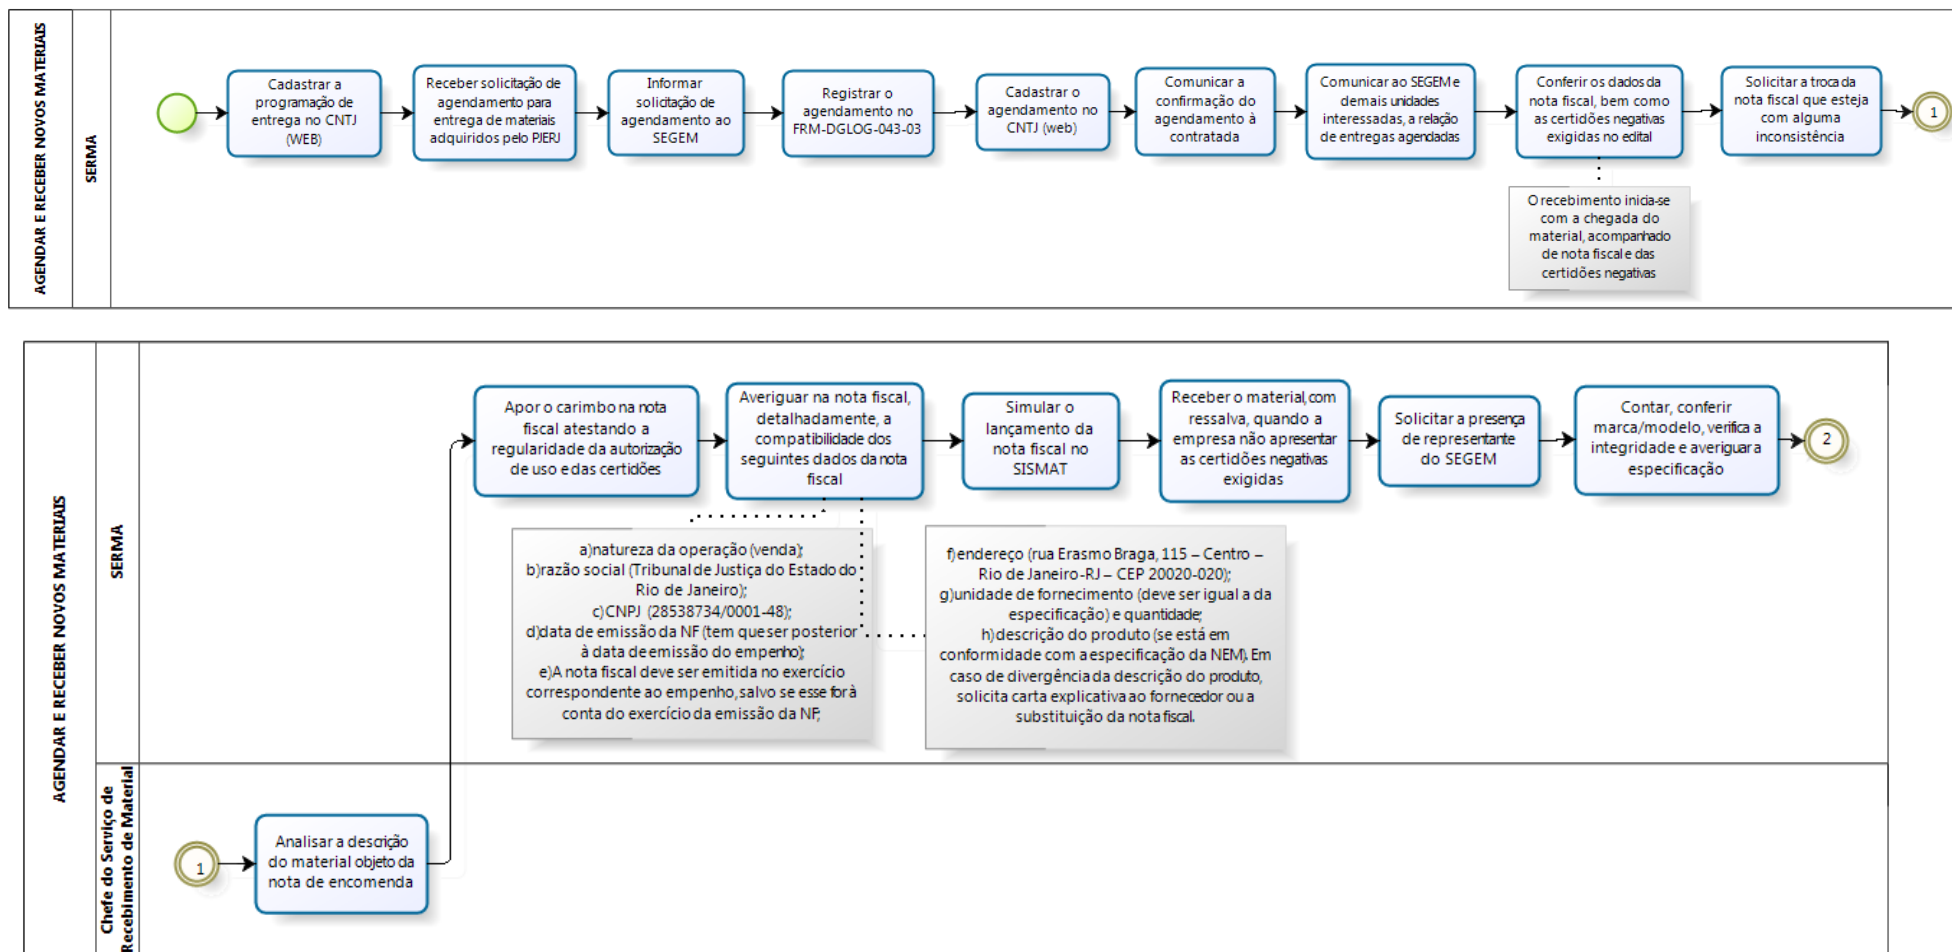 AGENDAR E RECEBER NOVOS MATERIAIS
SERMA
Cadastrar a
programação de
entrega no CNTJ
(WEB)
Receber solicitação de
agendamento para
entrega de materiais
adquiridos pelo PJERJ
Informar
solicitação de
agendamento ao
SEGEM
Registrar o
agendamento no
FRM-DGLOG-043-03
Cadastrar o
agendamento no
CNTJ (web)
Comunicar a
confirmação do
agendamento à
contratada
Comunicar ao SEGEM e
demais unidades
interessadas, a relação
de entregas agendadas
Conferir os dados da
nota fiscal, bem como
as certidões negativas
exigidas no edital
Solicitar a troca da
nota fiscal que esteja
com alguma
inconsistência
1
O recebimento inicia-se
com a chegada do
material, acompanhado
de nota fiscal e das
certidões negativas
AGENDAR E RECEBER NOVOS MATERIAIS
SERMA
Apor o carimbo na nota
fiscal atestando a
regularidade da autorização
de uso e das certidões
Averiguar na nota fiscal,
detalhadamente, a
compatibilidade dos
seguintes dados da nota
fiscal
Simular o
lançamento da
nota fiscal no
SISMAT
Receber o material, com
ressalva, quando a
empresa não apresentar
as certidões negativas
exigidas
Solicitar a presença
de representante
do SEGEM
Contar, conferir
marca/modelo, verifica a
integridade e averiguar a
especificação
2
a)natureza da operação (venda);
b)razão social (Tribunal de Justiça do Estado do
Rio de Janeiro);
c)CNPJ (28538734/0001-48);
d)data de emissão da NF (tem que ser posterior
à data de emissão do empenho);
e)A nota fiscal deve ser emitida no exercício
correspondente ao empenho, salvo se esse for à
conta do exercício da emissão da NF;
f)endereço (rua Erasmo Braga, 115 – Centro –
Rio de Janeiro-RJ – CEP 20020-020);
g)unidade de fornecimento (deve ser igual a da
especificação) e quantidade;
h)descrição do produto (se está em
conformidade com a especificação da NEM). Em
caso de divergência da descrição do produto,
solicita carta explicativa ao fornecedor ou a
substituição da nota fiscal.
Chefe do Serviço de
Recebimento de Material
1
Analisar a descrição
do material objeto da
nota de encomenda